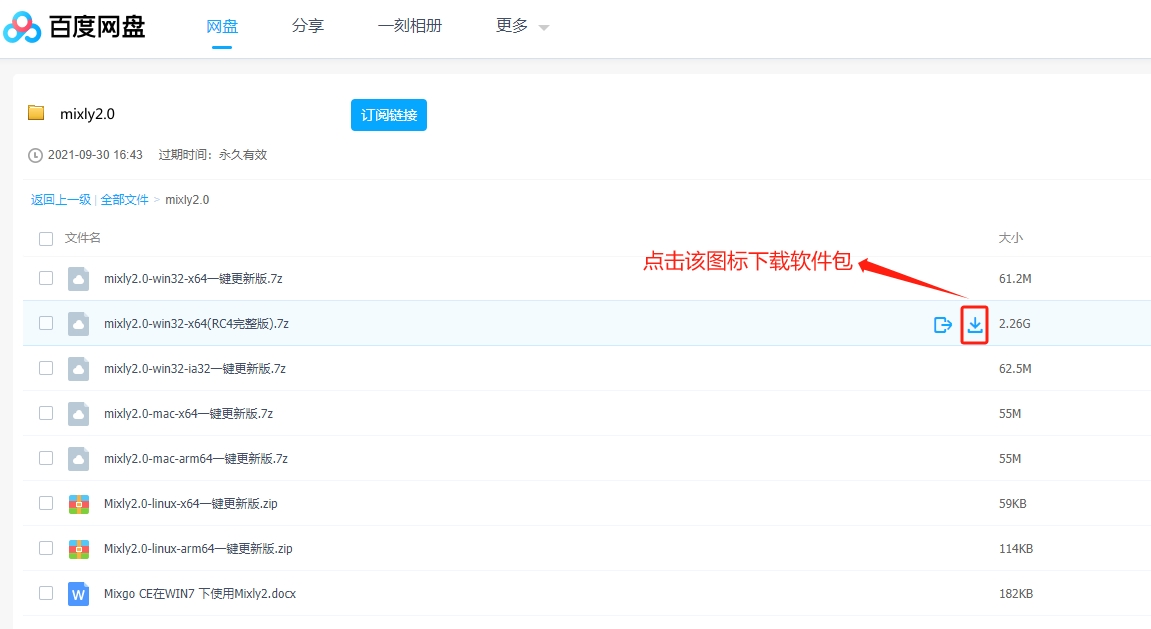 百度网盘 网盘 分享 一刻相册 更多
mixly2.0 订阅链接
2021-09-30 16:43 过期时间：永久有效
返回上一级 | 全部文件 > mixly2.0
文件名 大小
点击该图标下载软件包
mixly2.0-win32-x64一键更新版.7z 61.2M
mixly2.0-win32-x64(RC4完整版).7z 2.26G
mixly2.0-win32-ia32一键更新版.7z 62.5M
mixly2.0-mac-x64一键更新版.7z 55M
mixly2.0-mac-arm64一键更新版.7z 55M
Mixly2.0-linux-x64一键更新版.zip 59KB
Mixly2.0-linux-arm64一键更新版.zip 114KB
W Mixgo CE在WIN7 下使用Mixly2.docx 182KB